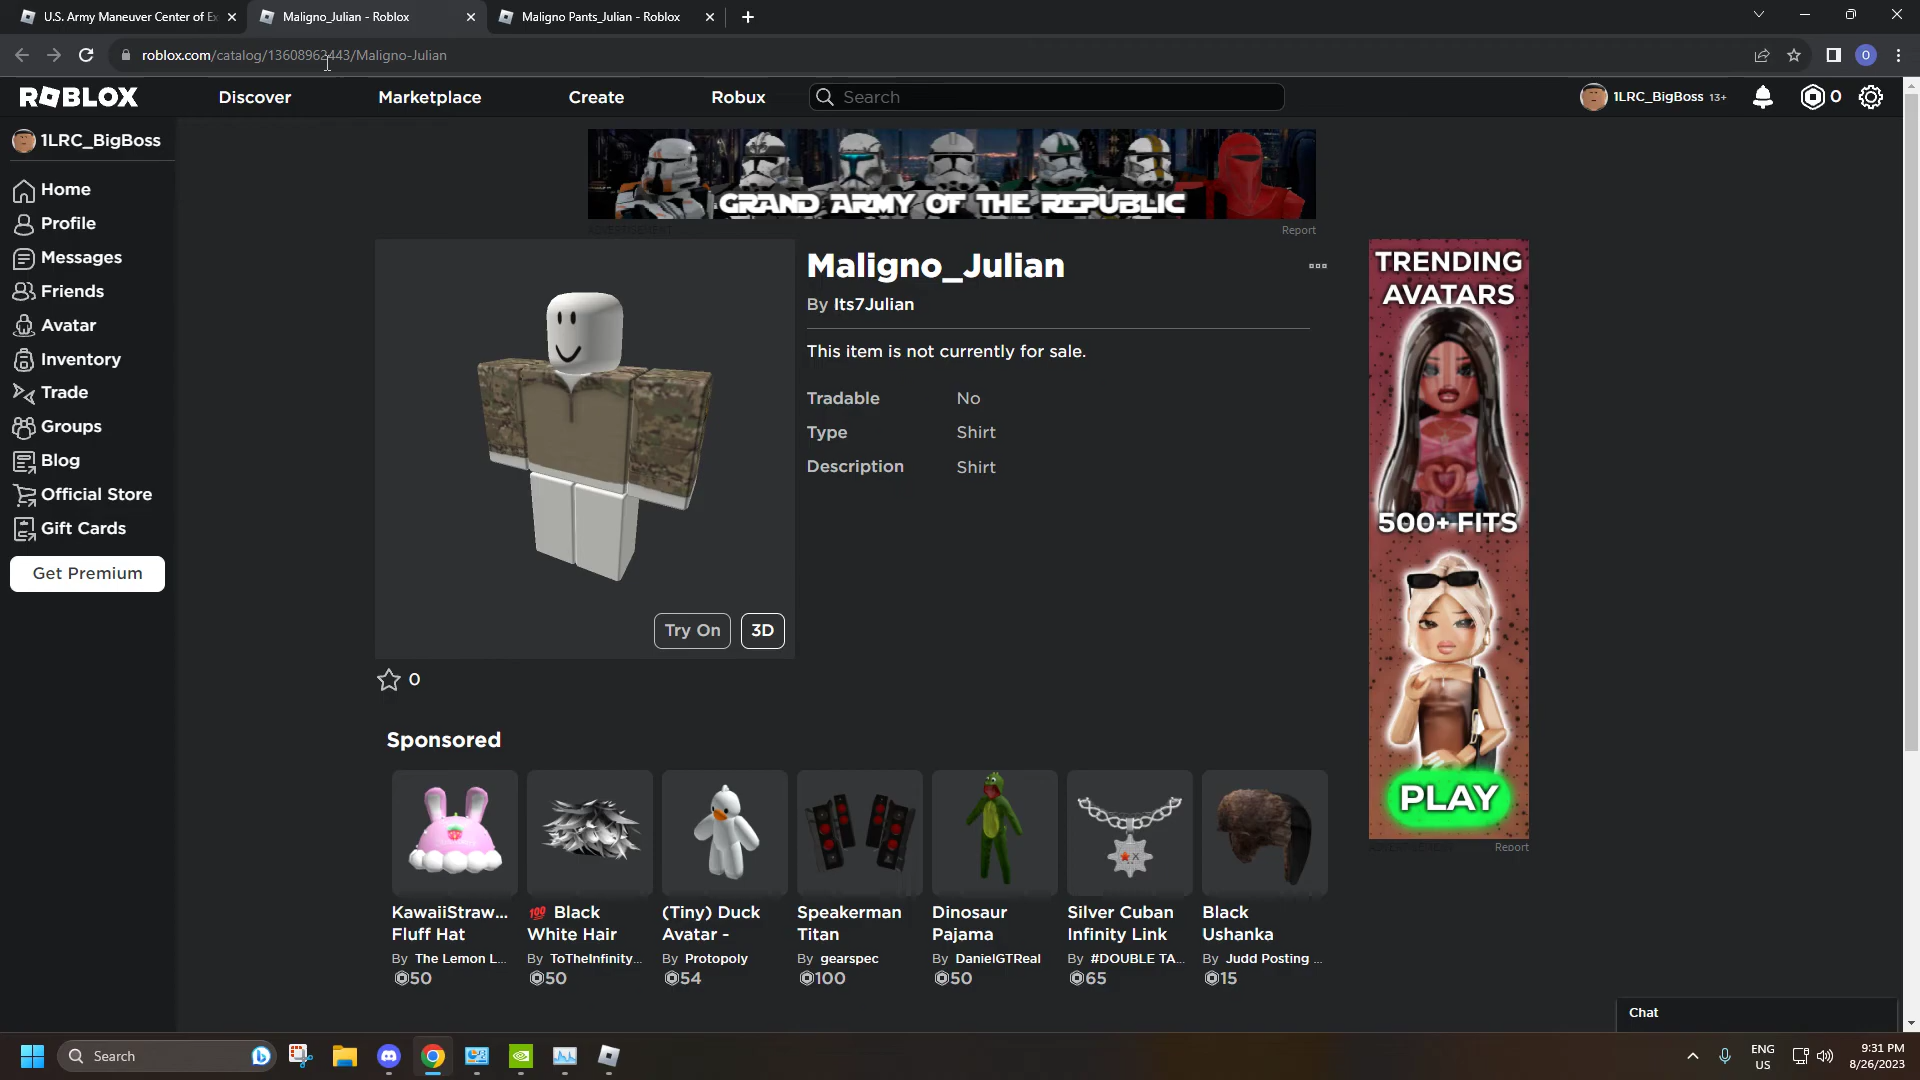 U.S. Army Maneuver Center of Ex
Maligno_Julian - Roblox
Maligno Pants_Julian - Roblox
roblox.com/catalog/13608962443/Maligno-Julian
O
ROBLOX
Discover
Marketplace
Create
Robux
Search
1LRC_BigBoss 13+
0
1LRC_BigBoss
Home
Profile
Messages
Friends
Avatar
Inventory
Trade
Groups
Blog
Official Store
Gift Cards
Get Premium
GRAND ARMY OF THE REPUBLIC
ADVERTISEMENT
Report
Maligno_Julian
By Its7Julian
This item is not currently for sale.
Tradable No
Type Shirt
Description Shirt
Try On
3D
0
TRENDING
AVATARS
500+ FITS
PLAY
ADVERTISEMENT
Report
Sponsored
KawaiiStraw...
Fluff Hat
By The Lemon L...
50
💯 Black
White Hair
By ToTheInfinity...
50
(Tiny) Duck
Avatar -
By Protopoly
54
Speakerman
Titan
By gearspec
100
Dinosaur
Pajama
By DanielGTReal
50
Silver Cuban
Infinity Link
By #DOUBLE TA...
65
Black
Ushanka
By Judd Posting ...
15
Chat
Search
ENG
US
9:31 PM
8/26/2023